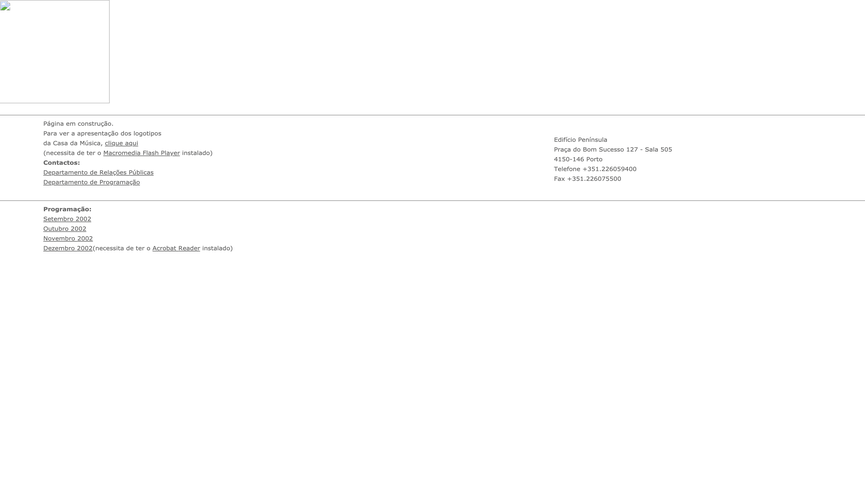 Página em construção.
Para ver a apresentação dos logotipos
da Casa da Música, clique aqui
(necessita de ter o Macromedia Flash Player instalado)
Contactos:
Departamento de Relações Públicas
Departamento de Programação
Edifício Península
Praça do Bom Sucesso 127 - Sala 505
4150-146 Porto
Telefone +351.226059400
Fax +351.226075500
Programação:
Setembro 2002
Outubro 2002
Novembro 2002
Dezembro 2002(necessita de ter o Acrobat Reader instalado)